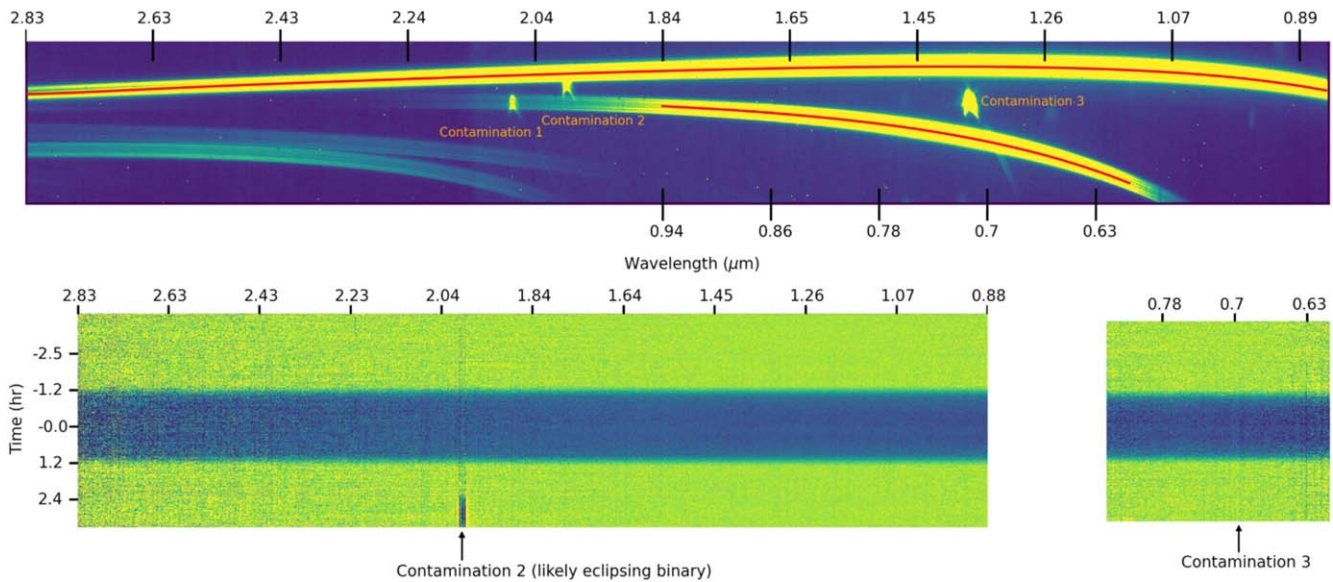 2.83 2.63 2.43 2.24 2.04 1.84 1.65 1.45 1.26 1.07 0.89
Contamination 3
Contamination 1
Contamination 2
0.94 0.86 0.78 0.7 0.63
Wavelength (μm)
2.83 2.63 2.43 2.23 2.04 1.84 1.64 1.45 1.26 1.07 0.88
0.78 0.7 0.63
Time (hr)
-2.5
-1.2
-0.0
1.2
2.4
Contamination 2 (likely eclipsing binary)
Contamination 3